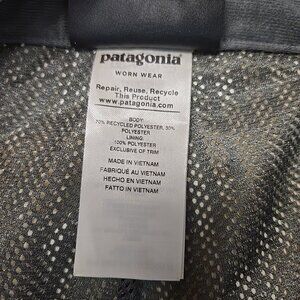 patagonia
WORN WEAR
Repair, Reuse, Recycle
This Product
www.patagonia.com
BODY:
70% RECYCLED POLYESTER, 30%
POLYESTER
LINING:
100% POLYESTER
EXCLUSIVE OF TRIM
MADE IN VIETNAM
FABRIQUÉ AU VIETNAM
HECHO EN VIETNAM
FATTO IN VIETNAM